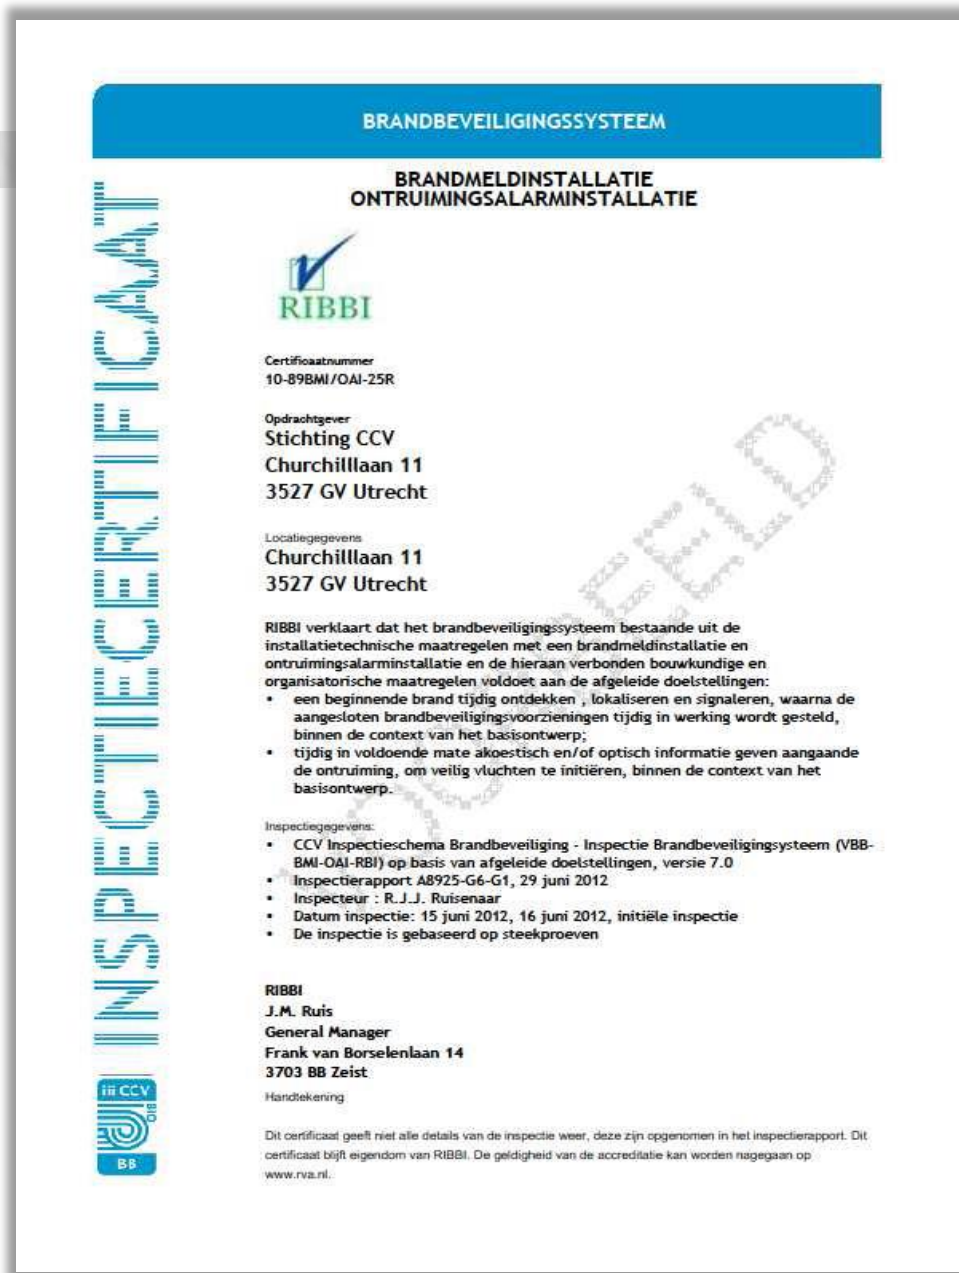 BRANDBEVEILIGINGSSYSTEEM
BRANDMELDINSTALLATIE
ONTRUIMINGSALARMINSTALLATIE
INSPECTIECERTIFICAAT
RIBBI
Certificaatnummer
10-89BMI/OAI-25R
Opdrachtgever
Stichting CCV
Churchilllaan 11
3527 GV Utrecht
Locatiegegevens
Churchilllaan 11
3527 GV Utrecht
VOORBEELD
RIBBI verklaart dat het brandbeveiligingssysteem bestaande uit de
installatietechnische maatregelen met een brandmeldinstallatie en
ontruimingsalarminstallatie en de hieraan verbonden bouwkundige en
organisatorische maatregelen voldoet aan de afgeleide doelstellingen:
• een beginnende brand tijdig ontdekken , lokaliseren en signaleren, waarna de
aangesloten brandbeveiligingsvoorzieningen tijdig in werking wordt gesteld,
binnen de context van het basisontwerp;
• tijdig in voldoende mate akoestisch en/of optisch informatie geven aangaande
de ontruiming, om veilig vluchten te initiëren, binnen de context van het
basisontwerp.
Inspectiegegevens:
• CCV Inspectieschema Brandbeveiliging - Inspectie Brandbeveiligingsysteem (VBB-
BMI-OAI-RBI) op basis van afgeleide doelstellingen, versie 7.0
• Inspectierapport A8925-G6-G1, 29 juni 2012
• Inspecteur : R.J.J. Ruisenaar
• Datum inspectie: 15 juni 2012, 16 juni 2012, initiële inspectie
• De inspectie is gebaseerd op steekproeven
RIBBI
J.M. Ruis
General Manager
Frank van Borselenlaan 14
3703 BB Zeist
Handtekening
CCV
BB
Dit certificaat geeft niet alle details van de inspectie weer, deze zijn opgenomen in het inspectierapport. Dit
certificaat blijft eigendom van RIBBI. De geldigheid van de accreditatie kan worden nagegaan op
www.rva.nl.